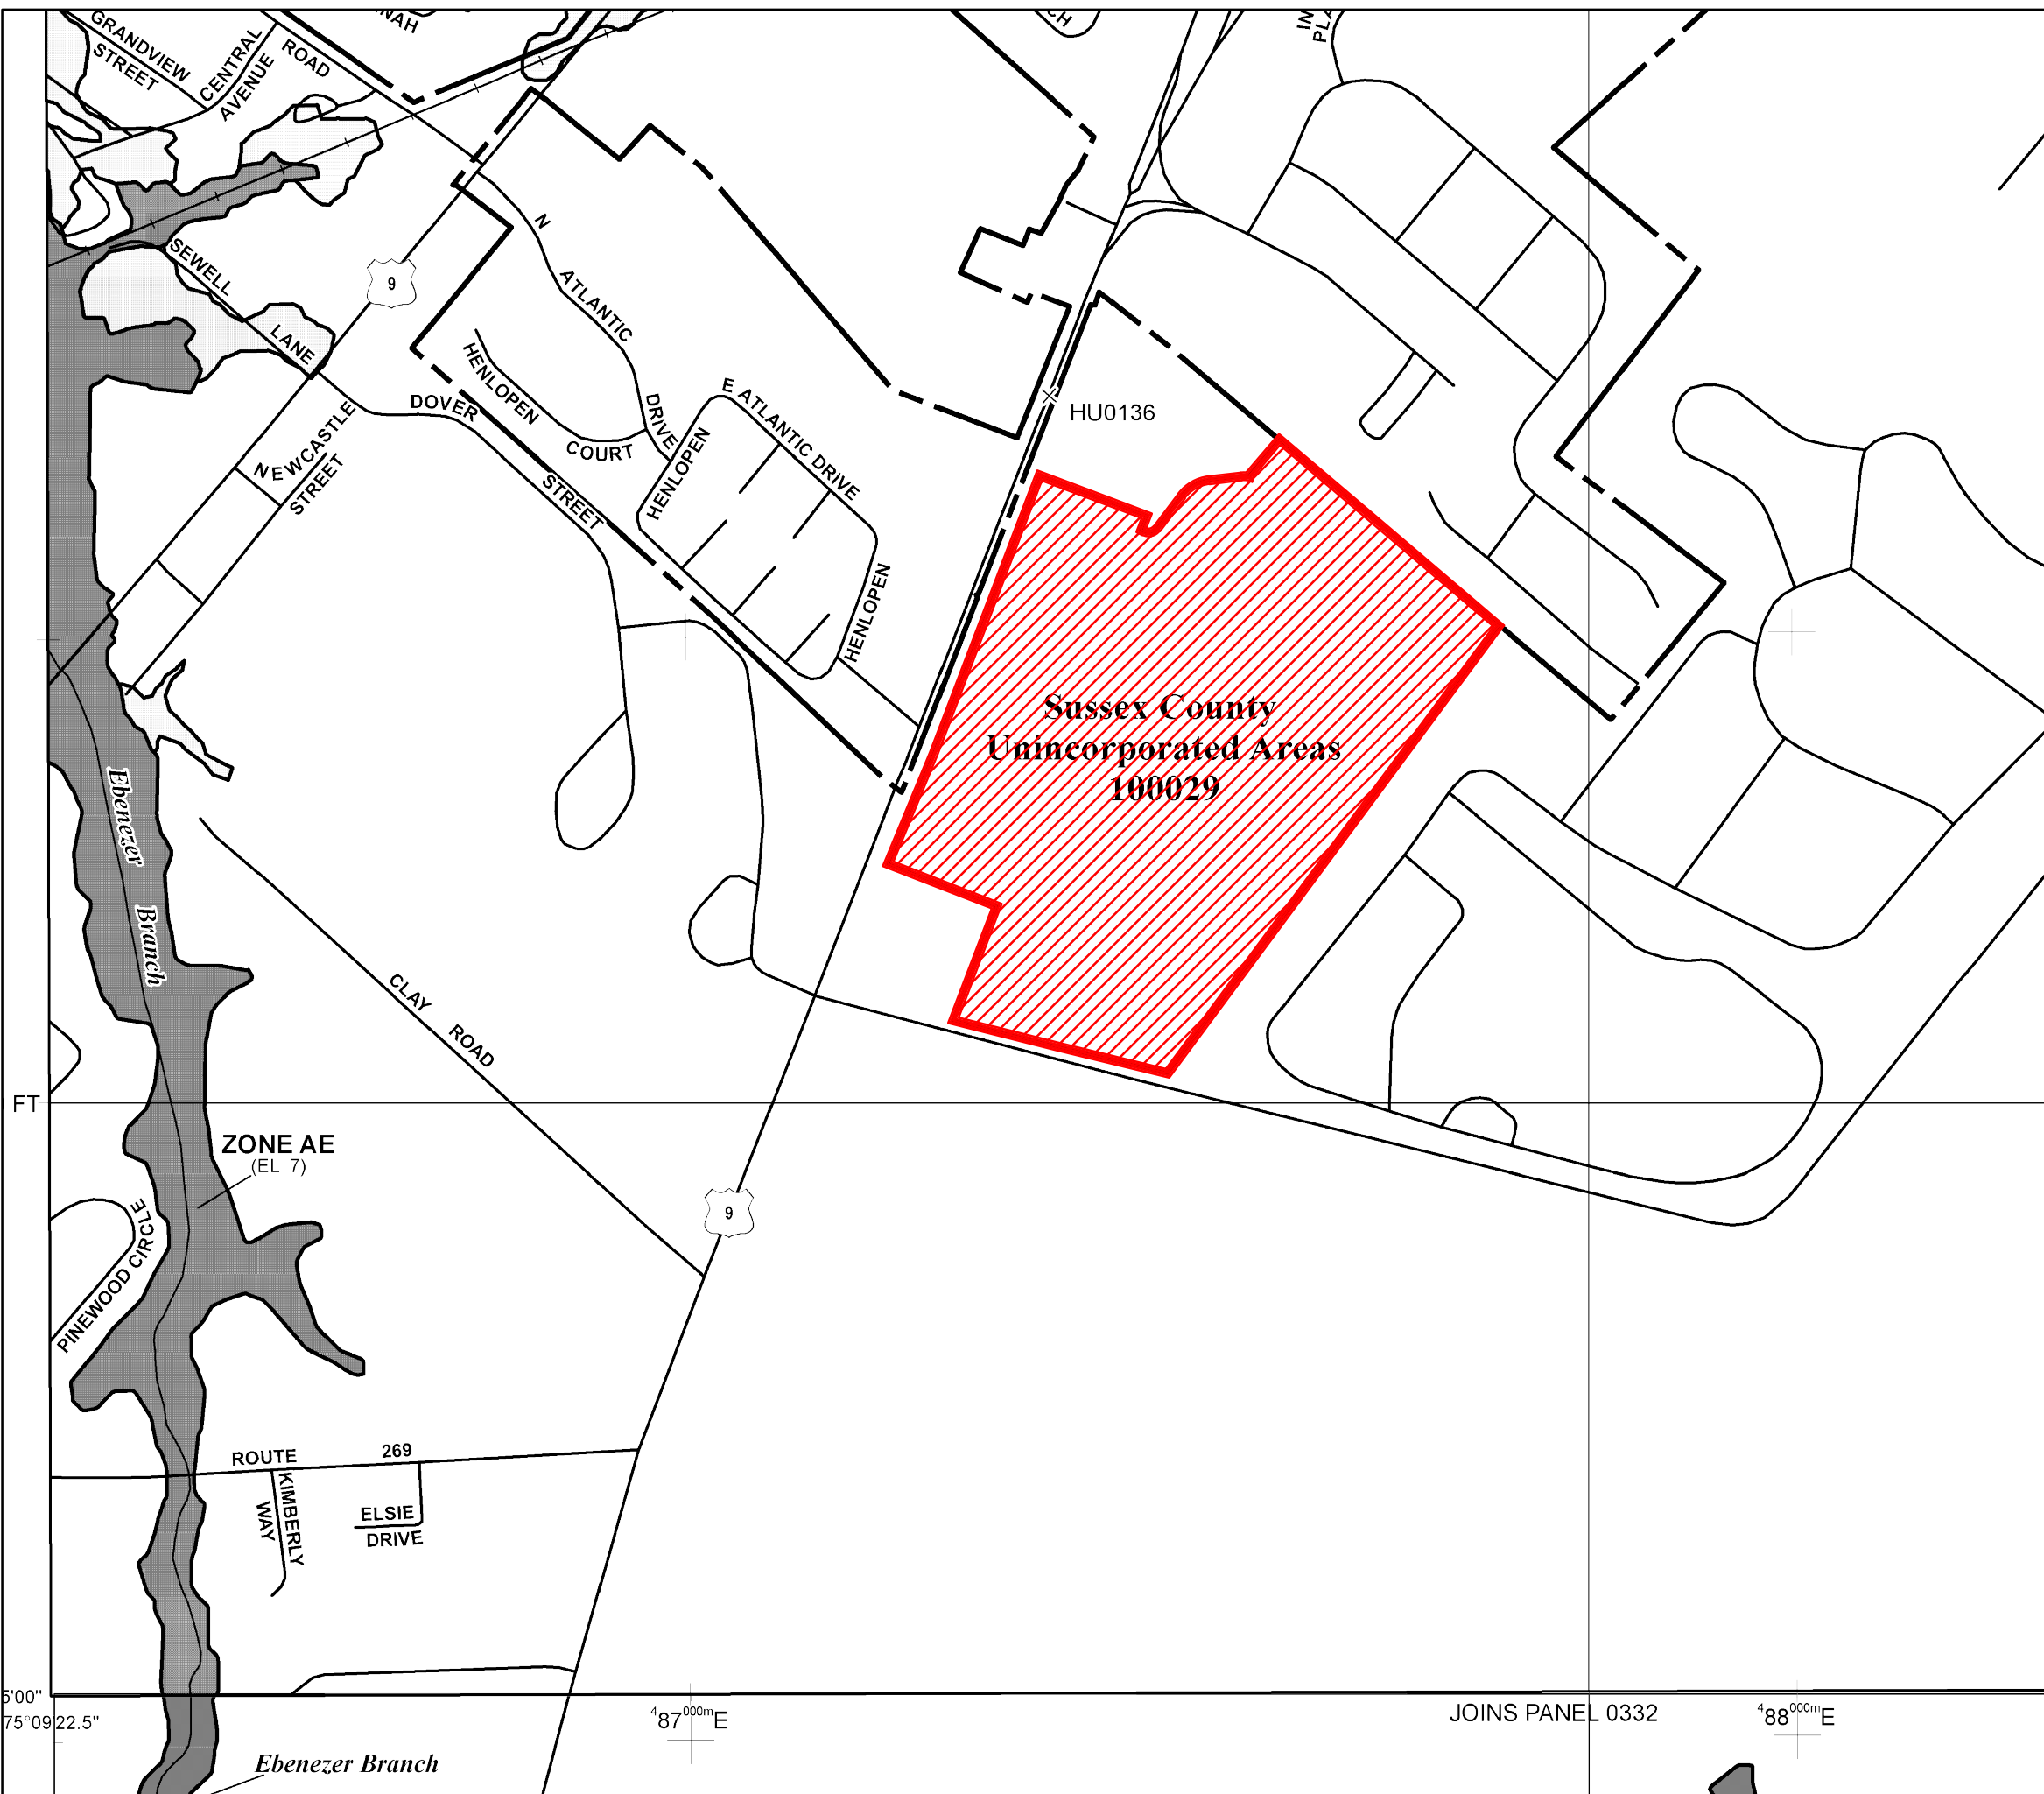 GRANDVIEW
STREET
CENTRAL
AVENUE
ROAD
SEWELL
LANE
9
N
ATLANTIC
DRIVE
HENLOPEN
COURT
DOVER
STREET
NEWCASTLE
STREET
E ATLANTIC DRIVE
HENLOPEN
HENLOPEN
HU0136
Sussex County
Unincorporated Areas
100029
Ebenezer
Branch
CLAY ROAD
FT
ZONE AE
(EL 7)
PINEWOOD CIRCLE
9
ROUTE 269
KIMBERLY
WAY
ELSIE
DRIVE
75°09'22.5"
487000mE
JOINS PANEL 0332
488000mE
Ebenezer Branch